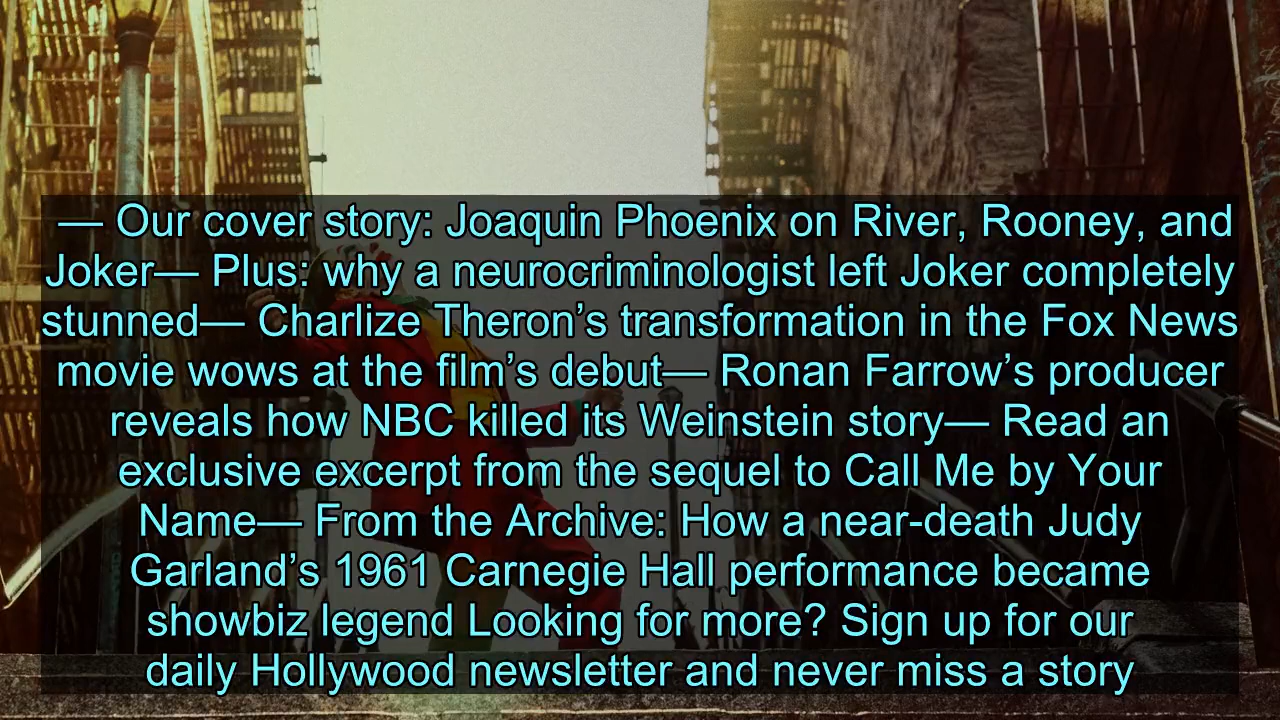 — Our cover story: Joaquin Phoenix on River, Rooney, and
Joker— Plus: why a neurocriminologist left Joker completely
stunned— Charlize Theron’s transformation in the Fox News
movie wows at the film’s debut— Ronan Farrow’s producer
reveals how NBC killed its Weinstein story— Read an
exclusive excerpt from the sequel to Call Me by Your
Name— From the Archive: How a near-death Judy
Garland’s 1961 Carnegie Hall performance became
showbiz legend Looking for more? Sign up for our
daily Hollywood newsletter and never miss a story